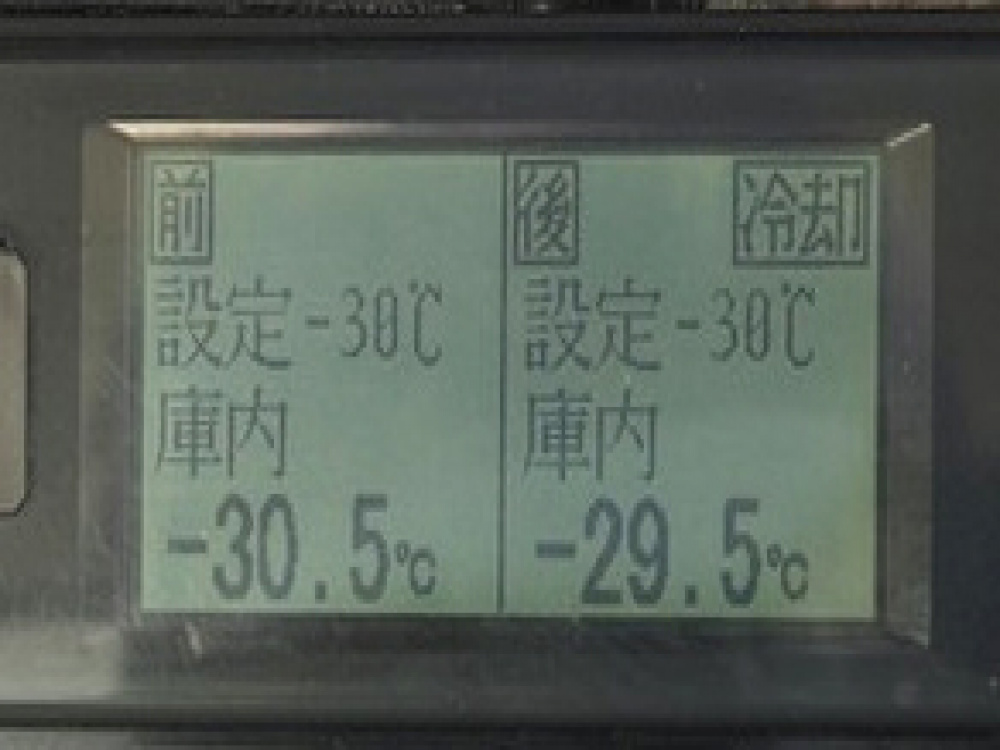 前
設定-30℃
庫内
-30.5℃
後 冷却
設定-30℃
庫内
-29.5℃